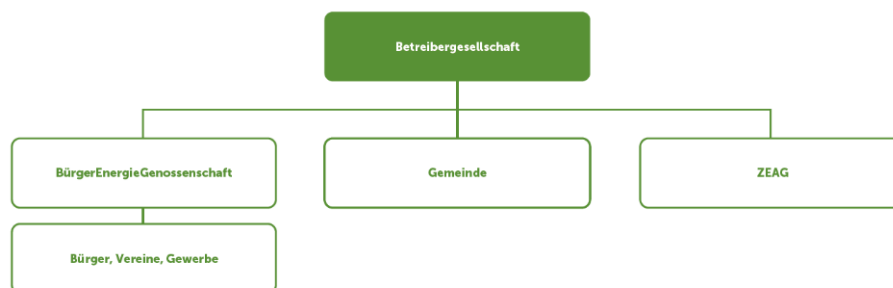 Betreibergesellschaft
BürgerEnergieGenossenschaft
Gemeinde
ZEAG
Bürger, Vereine, Gewerbe